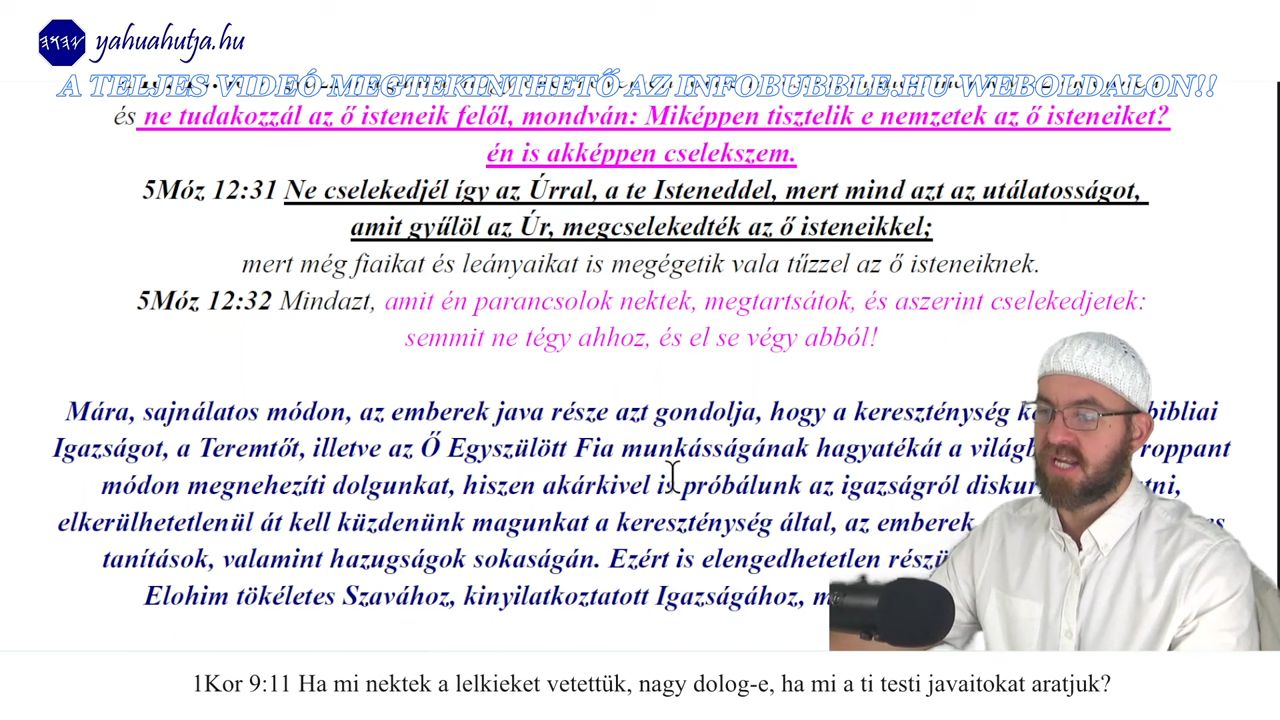 yahuahutja.hu
A TELJES VIDEÓ MEGTEKINTHETŐ AZ INFOBUBBLE.HU WEBOLDALON!!
és ne tudakozzál az ő isteneik felől, mondván: Miképpen tisztelik e nemzetek az ő isteneiket?
én is akképpen cselekszem.
5Móz 12:31 Ne cselekedjél így az Úrral, a te Isteneddel, mert mind azt az utálatosságot,
amit gyűlöl az Úr, megcselekedték az ő isteneikkel;
mert még fiaikat és leányaikat is megégetik vala tűzzel az ő isteneiknek.
5Móz 12:32 Mindazt, amit én parancsolok nektek, megtartsátok, és aszerint cselekedjetek:
semmit ne tégy ahhoz, és el se végy abból!
Mára, sajnálatos módon, az emberek java része azt gondolja, hogy a kereszténység bibliai
Igazságot, a Teremtőt, illetve az Ő Egyszülött Fia munkásságának hagyatékát a roppant
módon megnehezíti dolgunkat, hiszen akárkivel is próbálunk az igazságról
elkerülhetetlenül át kell küzdenünk magunkat a kereszténység által, az emberek
tanítások, valamint hazugságok sokaságán. Ezért is elengedhetetlen
Elohim tökéletes Szavához, kinyilatkoztatott Igazságához,
1Kor 9:11 Ha mi nektek a lelkieket vetettük, nagy dolog-e, ha mi a ti testi javaitokat aratjuk?